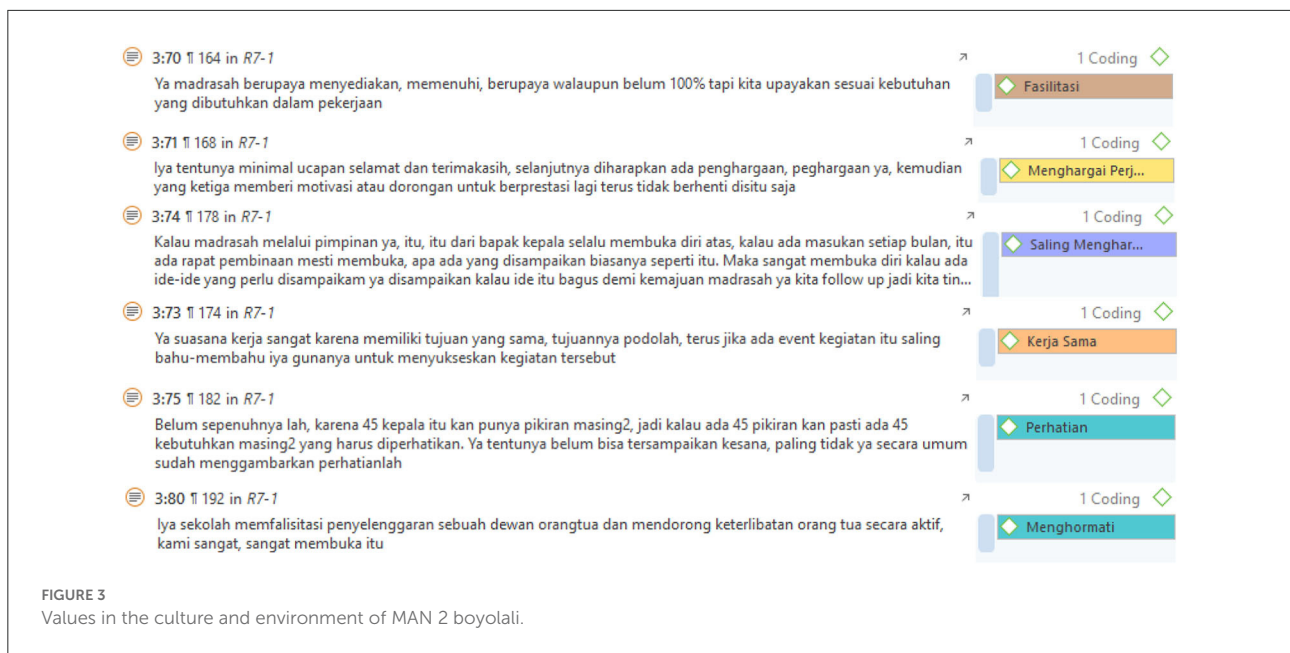 3:70 ¶ 164 in R7-1
1 Coding
Ya madrasah berupaya menyediakan, memenuhi, berupaya walaupun belum 100% tapi kita upayakan sesuai kebutuhan
yang dibutuhkan dalam pekerjaan
Fasilitasi
3:71 ¶ 168 in R7-1
1 Coding
Iya tentunya minimal ucapan selamat dan terimakasih, selanjutnya diharapkan ada penghargaan, peghargaan ya, kemudian
yang ketiga memberi motivasi atau dorongan untuk berprestasi lagi terus tidak berhenti disitu saja
Menghargai Perj...
3:74 ¶ 178 in R7-1
1 Coding
Kalau madrasah melalui pimpinan ya, itu, itu dari bapak kepala selalu membuka diri atas, kalau ada masukan setiap bulan, itu
ada rapat pembinaan mesti membuka, apa ada yang disampaikan biasanya seperti itu. Maka sangat membuka diri kalau ada
ide-ide yang perlu disampaikam ya disampaikan kalau ide itu bagus demi kemajuan madrasah ya kita follow up jadi kita tin...
Saling Menghar...
3:73 ¶ 174 in R7-1
1 Coding
Ya suasana kerja sangat karena memiliki tujuan yang sama, tujuannya podolah, terus jika ada event kegiatan itu saling
bahu-membahu iya gunanya untuk menyukseskan kegiatan tersebut
Kerja Sama
3:75 ¶ 182 in R7-1
1 Coding
Belum sepenuhnya lah, karena 45 kepala itu kan punya pikiran masing2, jadi kalau ada 45 pikiran kan pasti ada 45
kebutuhkan masing2 yang harus diperhatikan. Ya tentunya belum bisa tersampaikan kesana, paling tidak ya secara umum
sudah menggambarkan perhatianlah
Perhatian
3:80 ¶ 192 in R7-1
1 Coding
Iya sekolah memfalisitasi penyelenggaran sebuah dewan orangtua dan mendorong keterlibatan orang tua secara aktif,
kami sangat, sangat membuka itu
Menghormati
FIGURE 3
Values in the culture and environment of MAN 2 boyolali.